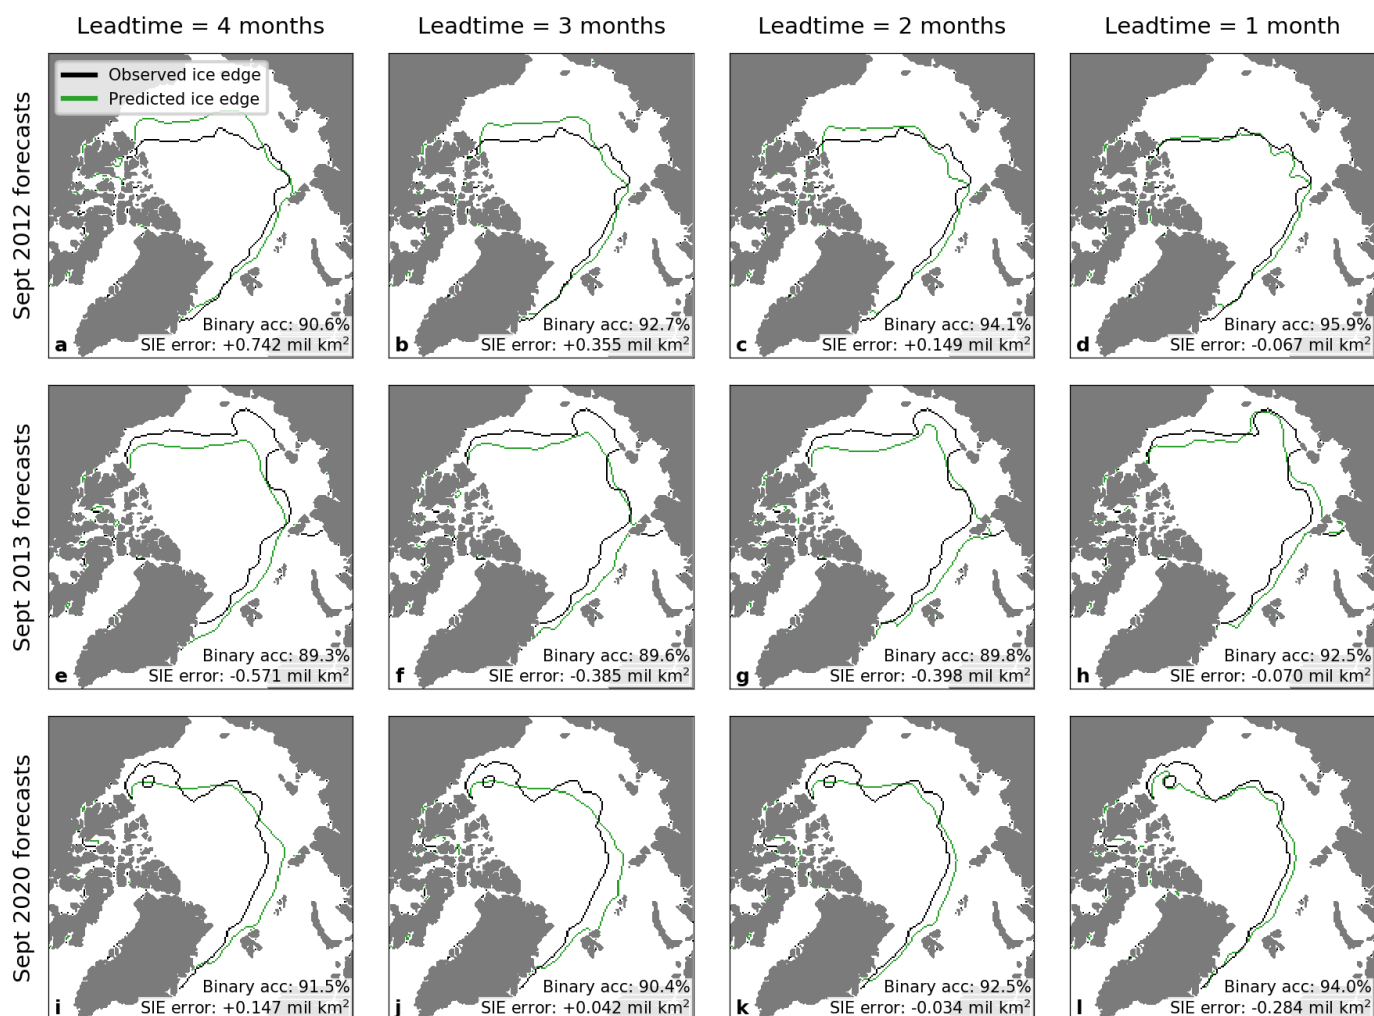 Leadtime = 4 months
Leadtime = 3 months
Leadtime = 2 months
Leadtime = 1 month
Sept 2012 forecasts
Observed ice edge
Predicted ice edge
a
Binary acc: 90.6%
SIE error: +0.742 mil km²
b
Binary acc: 92.7%
SIE error: +0.355 mil km²
c
Binary acc: 94.1%
SIE error: +0.149 mil km²
d
Binary acc: 95.9%
SIE error: -0.067 mil km²
Sept 2013 forecasts
e
Binary acc: 89.3%
SIE error: -0.571 mil km²
f
Binary acc: 89.6%
SIE error: -0.385 mil km²
g
Binary acc: 89.8%
SIE error: -0.398 mil km²
h
Binary acc: 92.5%
SIE error: -0.070 mil km²
Sept 2020 forecasts
i
Binary acc: 91.5%
SIE error: +0.147 mil km²
j
Binary acc: 90.4%
SIE error: +0.042 mil km²
k
Binary acc: 92.5%
SIE error: -0.034 mil km²
l
Binary acc: 94.0%
SIE error: -0.284 mil km²